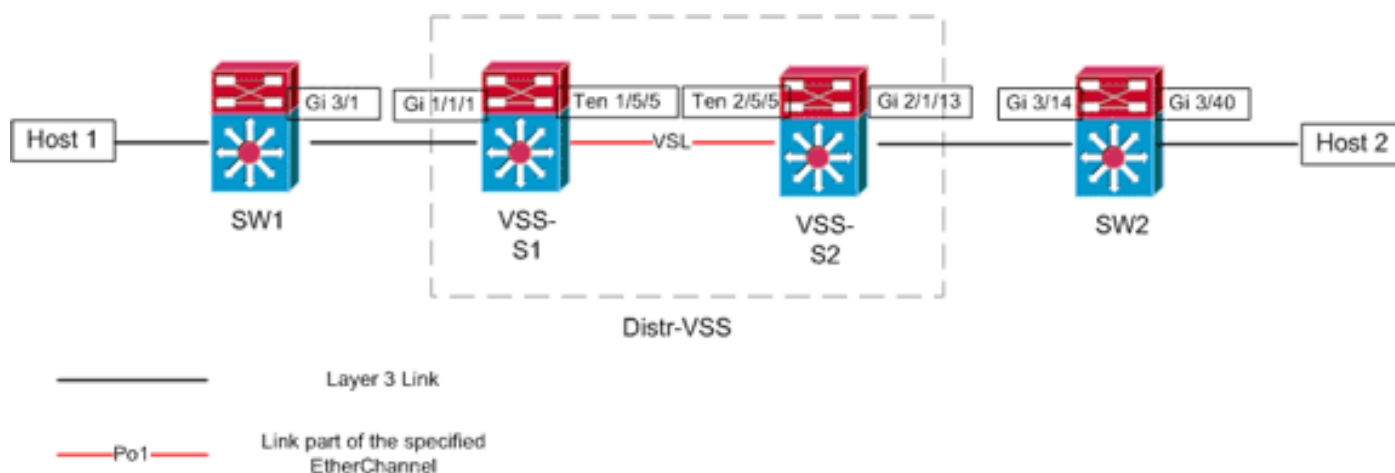 Gi 3/1
Gi 1/1/1
Ten 1/5/5
Ten 2/5/5
Gi 2/1/13
Gi 3/14
Gi 3/40
Host 1
VSL
Host 2
SW1
VSS-
S1
VSS-
S2
SW2
Distr-VSS
Layer 3 Link
Po1
Link part of the specified
EtherChannel